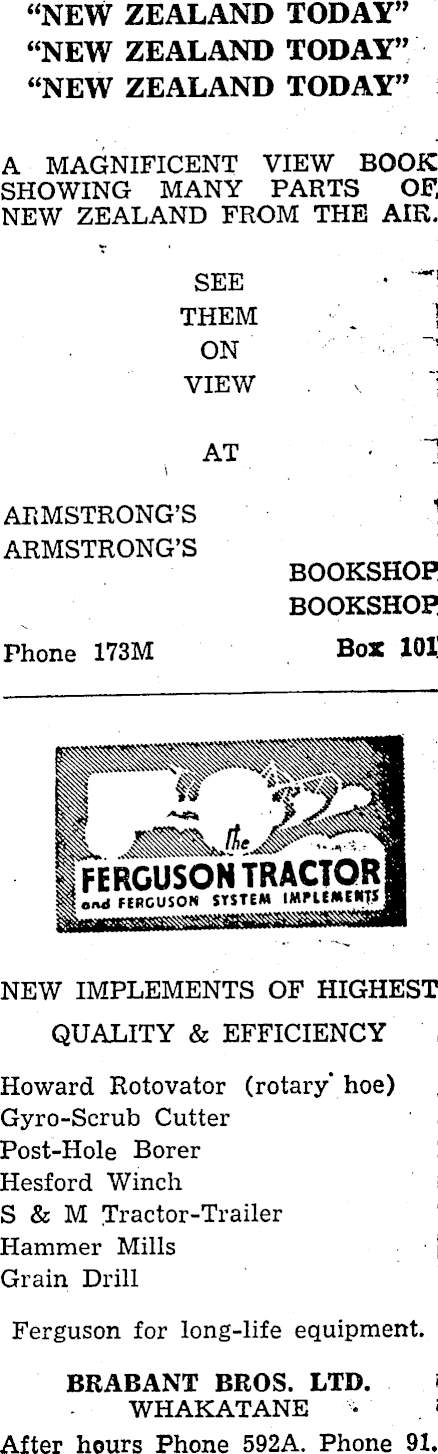 "NEW ZEALAND TODAY"
"NEW ZEALAND TODAY"
"NEW ZEALAND TODAY"
A MAGNIFICENT VIEW BOOK
SHOWING MANY PARTS OF
NEW ZEALAND FROM THE AIR.
SEE
THEM
ON
VIEW
AT
ARMSTRONG'S
ARMSTRONG'S
BOOKSHOP
BOOKSHOP
Phone 173M Box 101
The
FERGUSON TRACTOR
and FERGUSON SYSTEM IMPLEMENTS
NEW IMPLEMENTS OF HIGHEST
QUALITY & EFFICIENCY
Howard Rotovator (rotary hoe)
Gyro-Scrub Cutter
Post-Hole Borer
Hesford Winch
S & M Tractor-Trailer
Hammer Mills
Grain Drill
Ferguson for long-life equipment.
BRABANT BROS. LTD.
WHAKATANE
After hours Phone 592A. Phone 91.